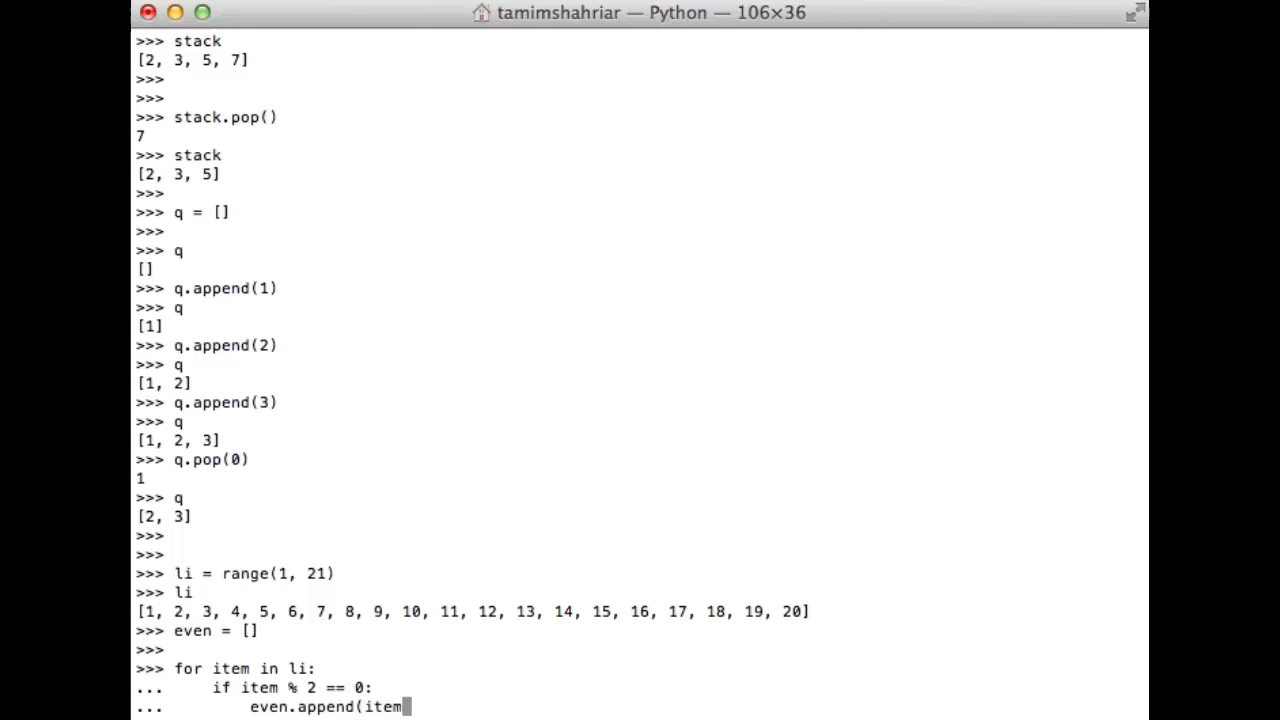 tamimshahriar — Python — 106×36
>>> stack
[2, 3, 5, 7]
>>>
>>>
>>> stack.pop()
7
>>> stack
[2, 3, 5]
>>>
>>> q = []
>>>
>>> q
[]
>>> q.append(1)
>>> q
[1]
>>> q.append(2)
>>> q
[1, 2]
>>> q.append(3)
>>> q
[1, 2, 3]
>>> q.pop(0)
1
>>> q
[2, 3]
>>>
>>>
>>> li = range(1, 21)
>>> li
[1, 2, 3, 4, 5, 6, 7, 8, 9, 10, 11, 12, 13, 14, 15, 16, 17, 18, 19, 20]
>>> even = []
>>>
>>> for item in li:
...     if item % 2 == 0:
...         even.append(item